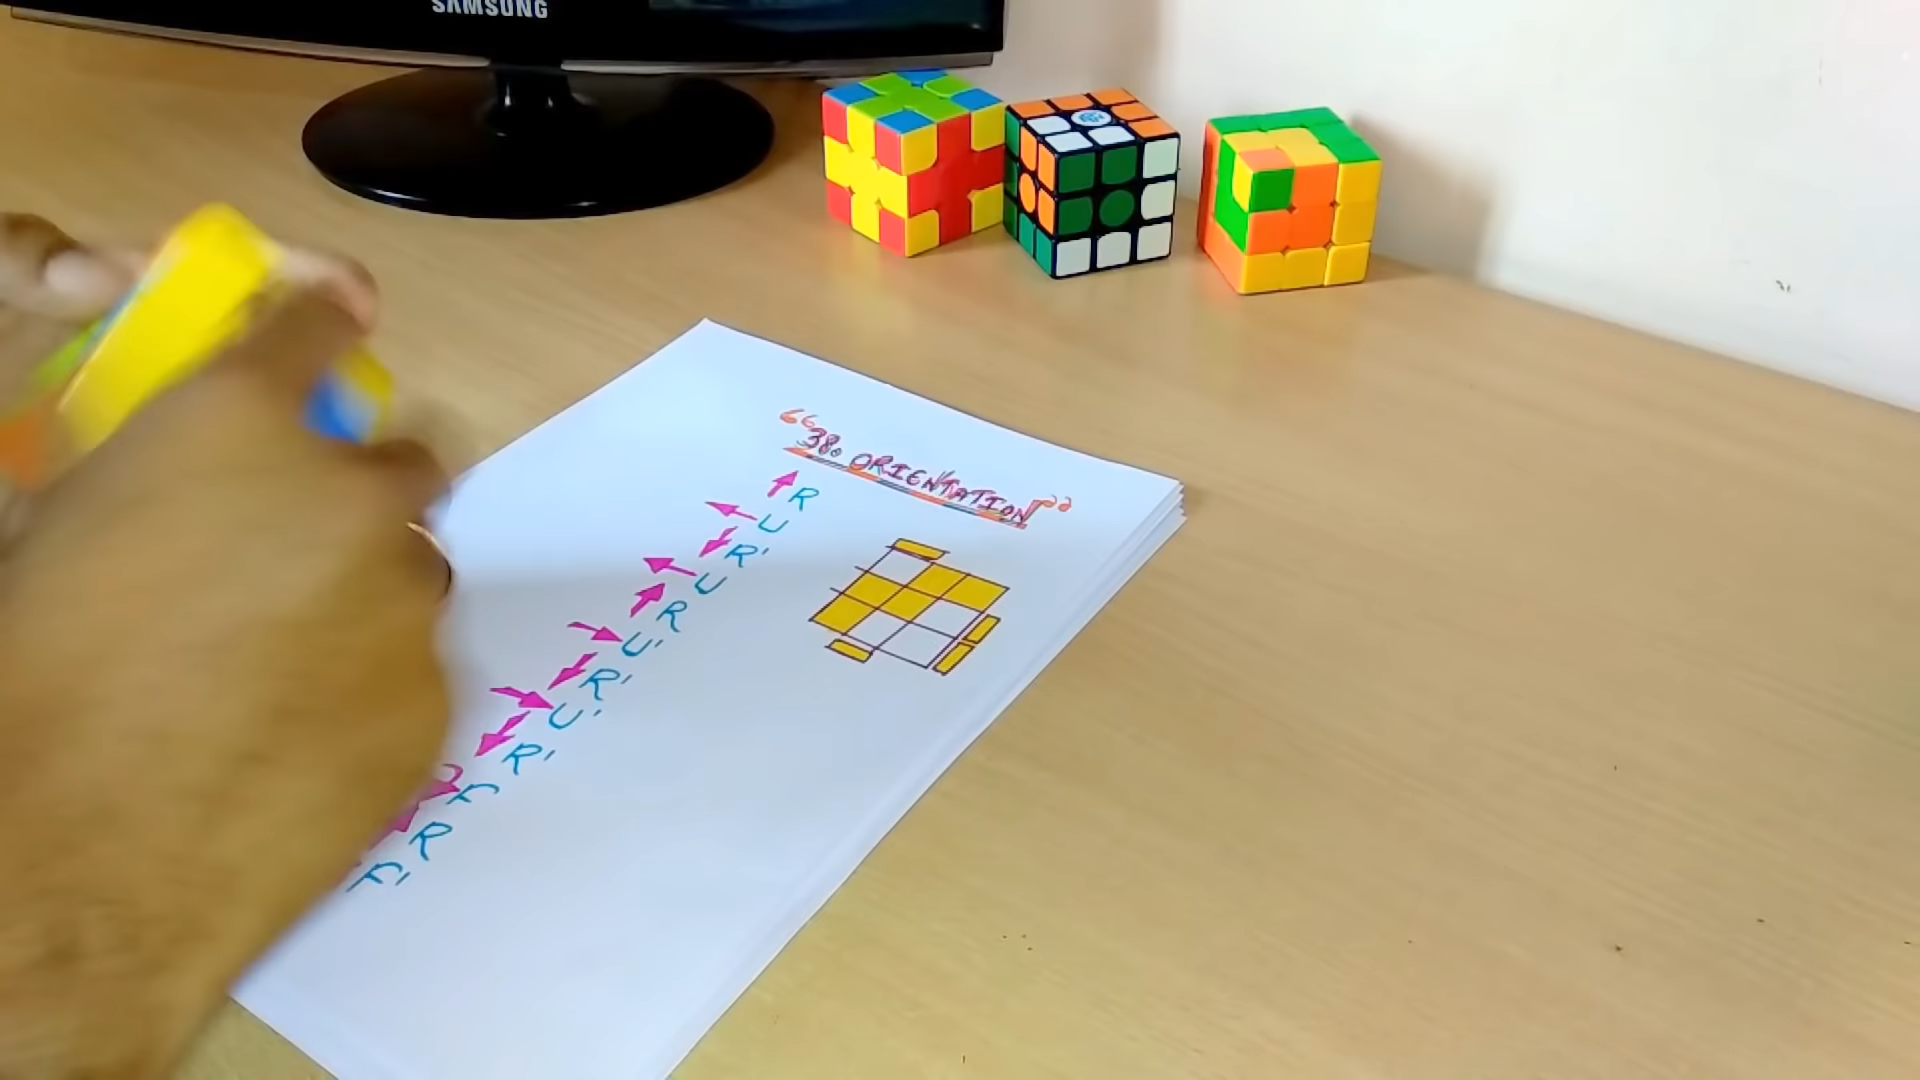 SAMSUNG
“38. ORIENTATION”
R
U
R'
U
R
U'
R'
U'
R'
F
R
F'